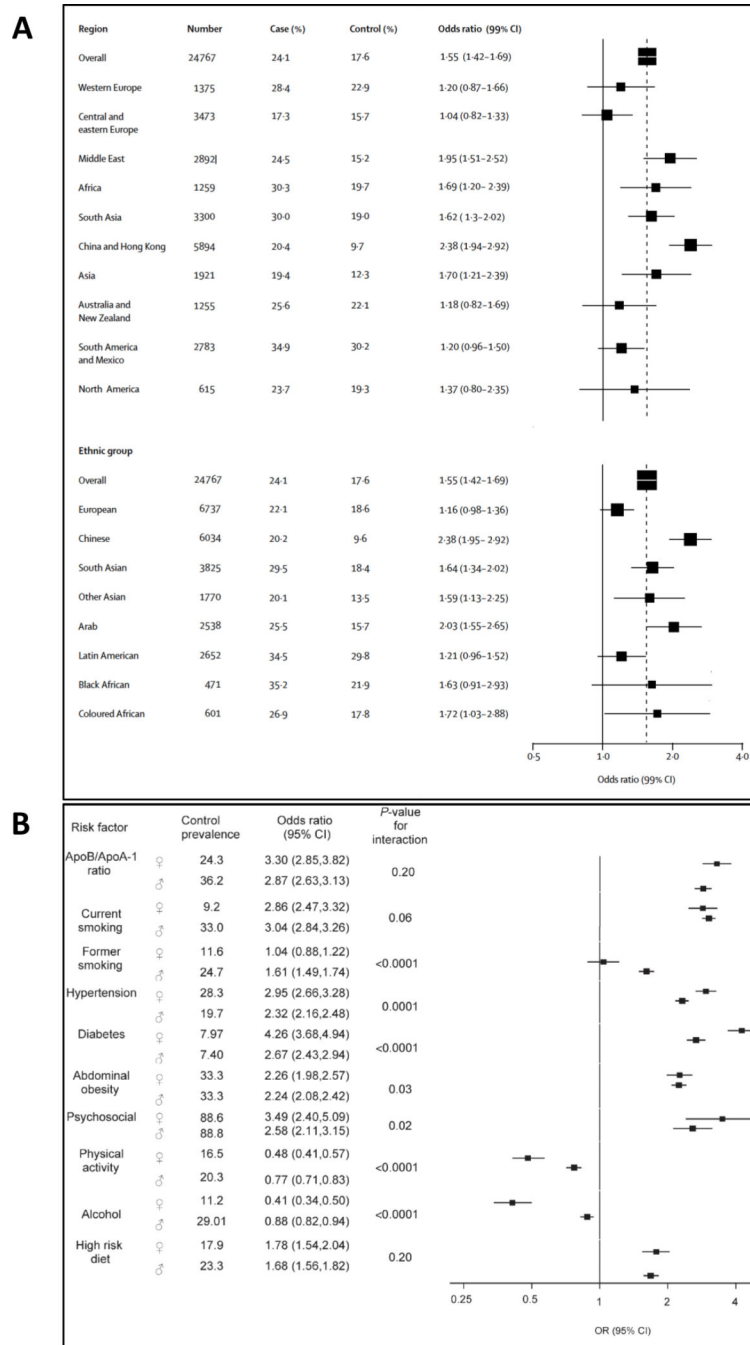 A
Region Number Case (%) Control (%) Odds ratio (99% CI)
Overall 24767 24·1 17·6 1·55 (1·42–1·69)
Western Europe 1375 28·4 22·9 1·20 (0·87–1·66)
Central and
eastern Europe 3473 17·3 15·7 1·04 (0·82–1·33)
Middle East 2892| 24·5 15·2 1·95 (1·51–2·52)
Africa 1259 30·3 19·7 1·69 (1·20– 2·39)
South Asia 3300 30·0 19·0 1·62 ( 1·3–2·02)
China and Hong Kong 5894 20·4 9·7 2·38 (1·94–2·92)
Asia 1921 19·4 12·3 1·70 (1·21–2·39)
Australia and
New Zealand 1255 25·6 22·1 1·18 (0·82–1·69)
South America
and Mexico 2783 34·9 30·2 1·20 (0·96–1·50)
North America 615 23·7 19·3 1·37 (0·80–2·35)
Ethnic group
Overall 24767 24·1 17·6 1·55 (1·42–1·69)
European 6737 22·1 18·6 1·16 (0·98–1·36)
Chinese 6034 20·2 9·6 2·38 (1·95– 2·92)
South Asian 3825 29·5 18·4 1·64 (1·34–2·02)
Other Asian 1770 20·1 13·5 1·59 (1·13–2·25)
Arab 2538 25·5 15·7 2·03 (1·55–2·65)
Latin American 2652 34·5 29·8 1·21 (0·96–1·52)
Black African 471 35·2 21·9 1·63 (0·91–2·93)
Coloured African 601 26·9 17·8 1·72 (1·03–2·88)
0·5 1·0 2·0 4·0
Odds ratio (99% CI)
B
Risk factor Control prevalence Odds ratio (95% CI) P-value for interaction
ApoB/ApoA-1 ratio ♀ 24.3 3.30 (2.85,3.82) 0.20
♂ 36.2 2.87 (2.63,3.13)
Current smoking ♀ 9.2 2.86 (2.47,3.32) 0.06
♂ 33.0 3.04 (2.84,3.26)
Former smoking ♀ 11.6 1.04 (0.88,1.22) <0.0001
♂ 24.7 1.61 (1.49,1.74)
Hypertension ♀ 28.3 2.95 (2.66,3.28) 0.0001
♂ 19.7 2.32 (2.16,2.48)
Diabetes ♀ 7.97 4.26 (3.68,4.94) <0.0001
♂ 7.40 2.67 (2.43,2.94)
Abdominal obesity ♀ 33.3 2.26 (1.98,2.57) 0.03
♂ 33.3 2.24 (2.08,2.42)
Psychosocial ♀ 88.6 3.49 (2.40,5.09) 0.02
♂ 88.8 2.58 (2.11,3.15)
Physical activity ♀ 16.5 0.48 (0.41,0.57) <0.0001
♂ 20.3 0.77 (0.71,0.83)
Alcohol ♀ 11.2 0.41 (0.34,0.50) <0.0001
♂ 29.01 0.88 (0.82,0.94)
High risk diet ♀ 17.9 1.78 (1.54,2.04) 0.20
♂ 23.3 1.68 (1.56,1.82)
0.25 0.5 1 2 4
OR (95% CI)